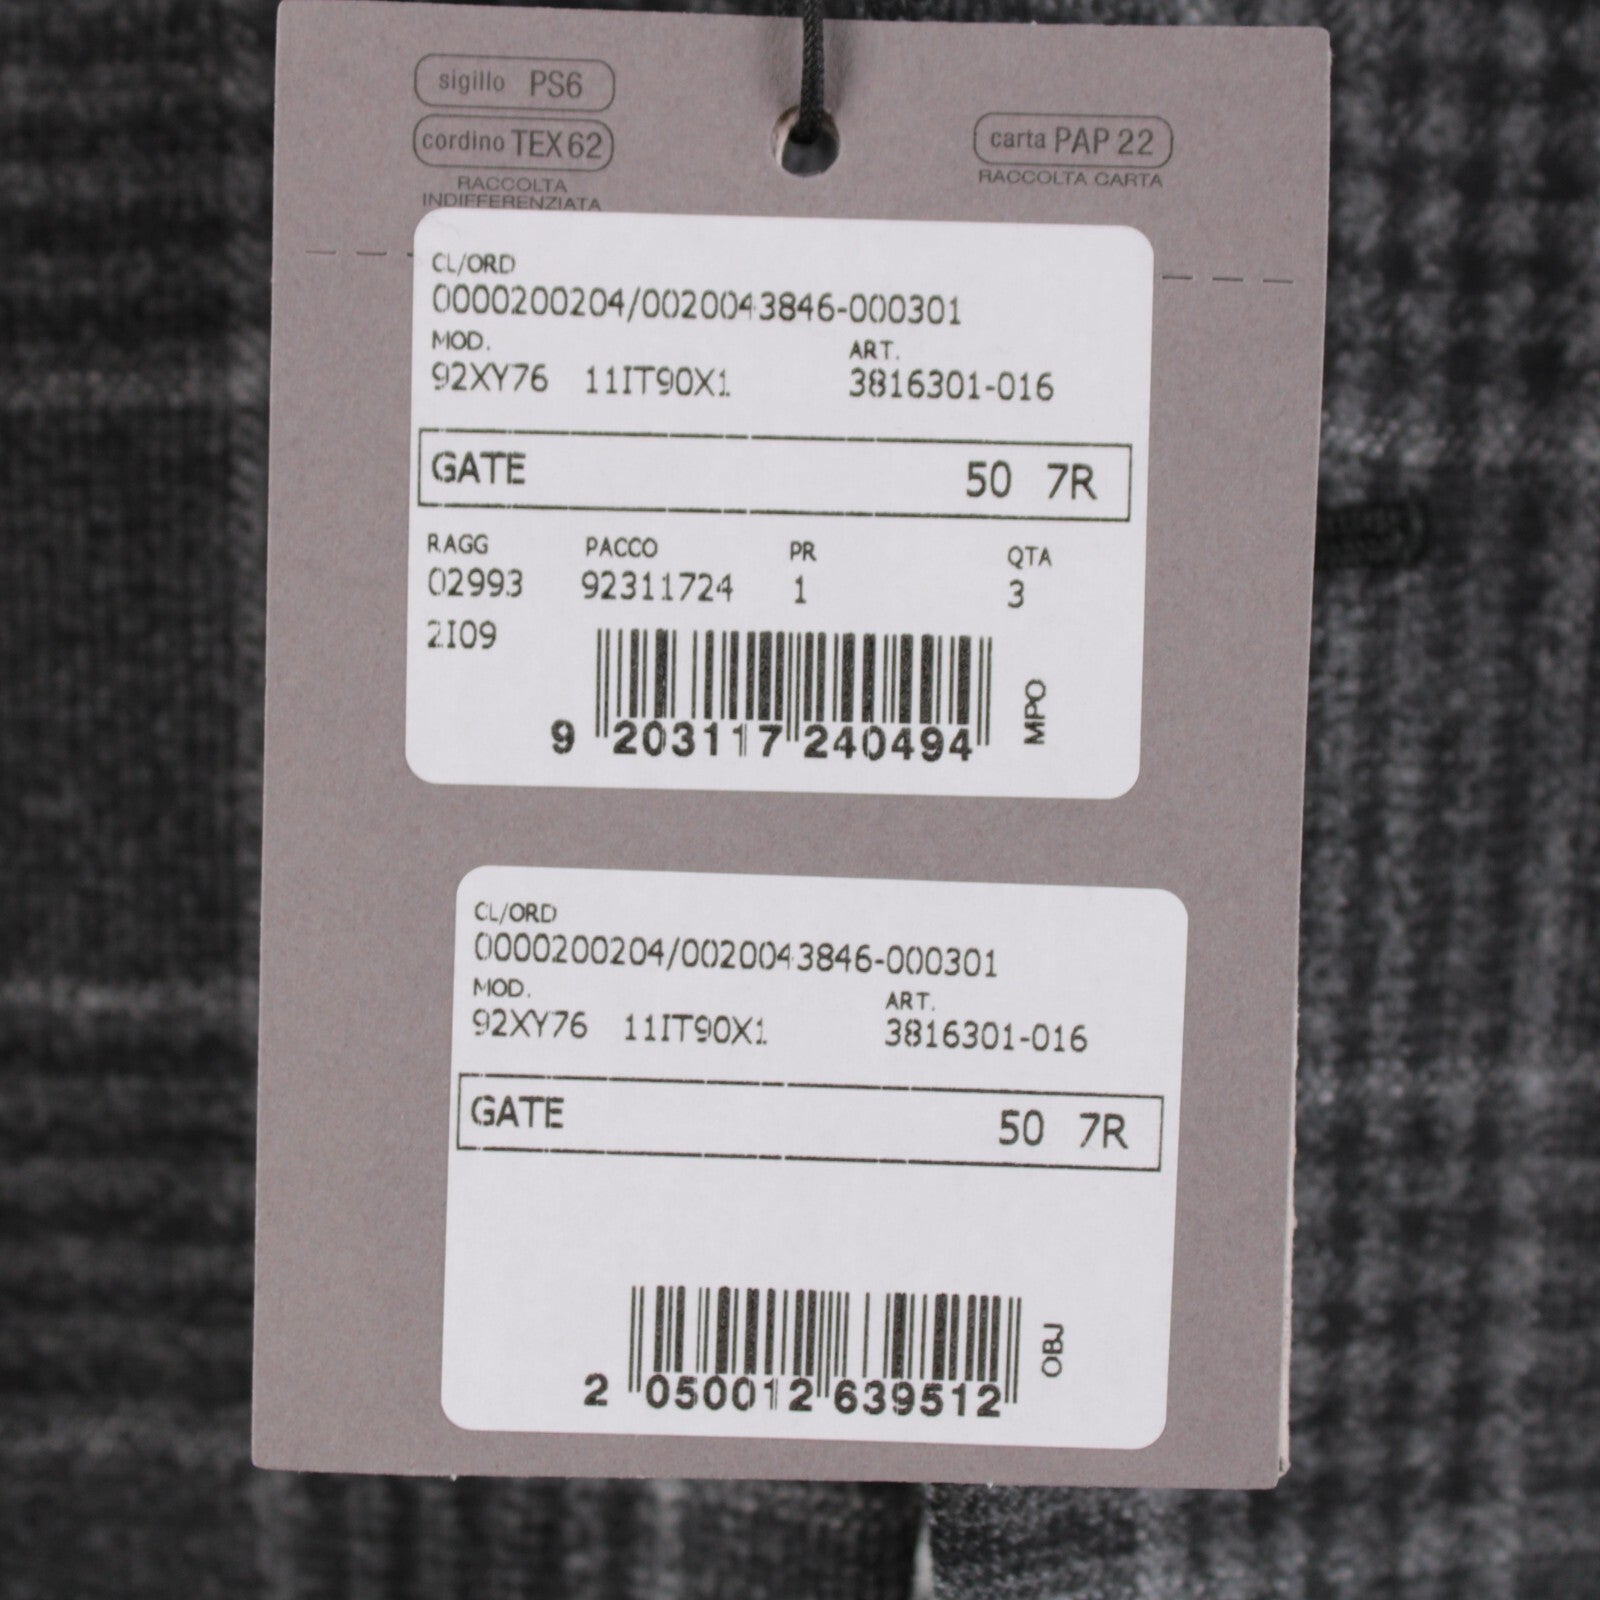 sigillo PS6
cordino TEX 62
RACCOLTA
INDIFFERENZIATA
carta PAP 22
RACCOLTA CARTA
CL/ORD
0000200204/0020043846-000301
MOD. ART.
92XY76 11IT90X1 3816301-016
GATE 50 7R
RAGG PACCO PR QTA
02993 92311724 1 3
2I09
9 203117 240494
MPO
CL/ORD
0000200204/0020043846-000301
MOD. ART.
92XY76 11IT90X1 3816301-016
GATE 50 7R
2 050012 639512
OBJ